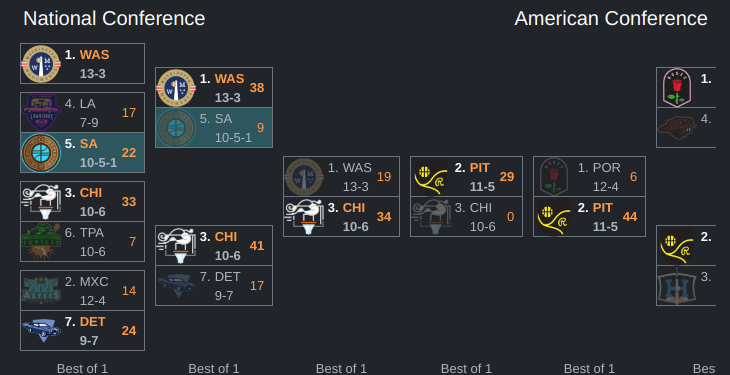 National Conference
American Conference
1. WAS
13-3
4. LA 17
7-9
5. SA 22
10-5-1
3. CHI 33
10-6
6. TPA 7
10-6
2. MXC 14
12-4
7. DET 24
9-7
Best of 1
1. WAS 38
13-3
5. SA 9
10-5-1
3. CHI 41
10-6
7. DET 17
9-7
Best of 1
1. WAS 19
13-3
3. CHI 34
10-6
Best of 1
2. PIT 29
11-5
3. CHI 0
10-6
Best of 1
1. POR 6
12-4
2. PIT 44
11-5
Best of 1
1.
4.
2.
3.
Bes